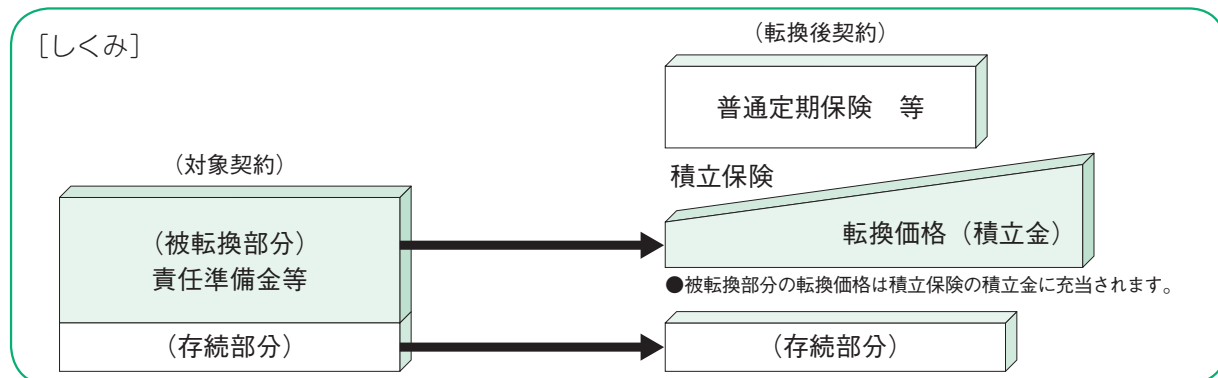 ［しくみ］
（対象契約）
（被転換部分）
責任準備金等
（存続部分）
（転換後契約）
普通定期保険　等
積立保険
転換価格（積立金）
●被転換部分の転換価格は積立保険の積立金に充当されます。
（存続部分）